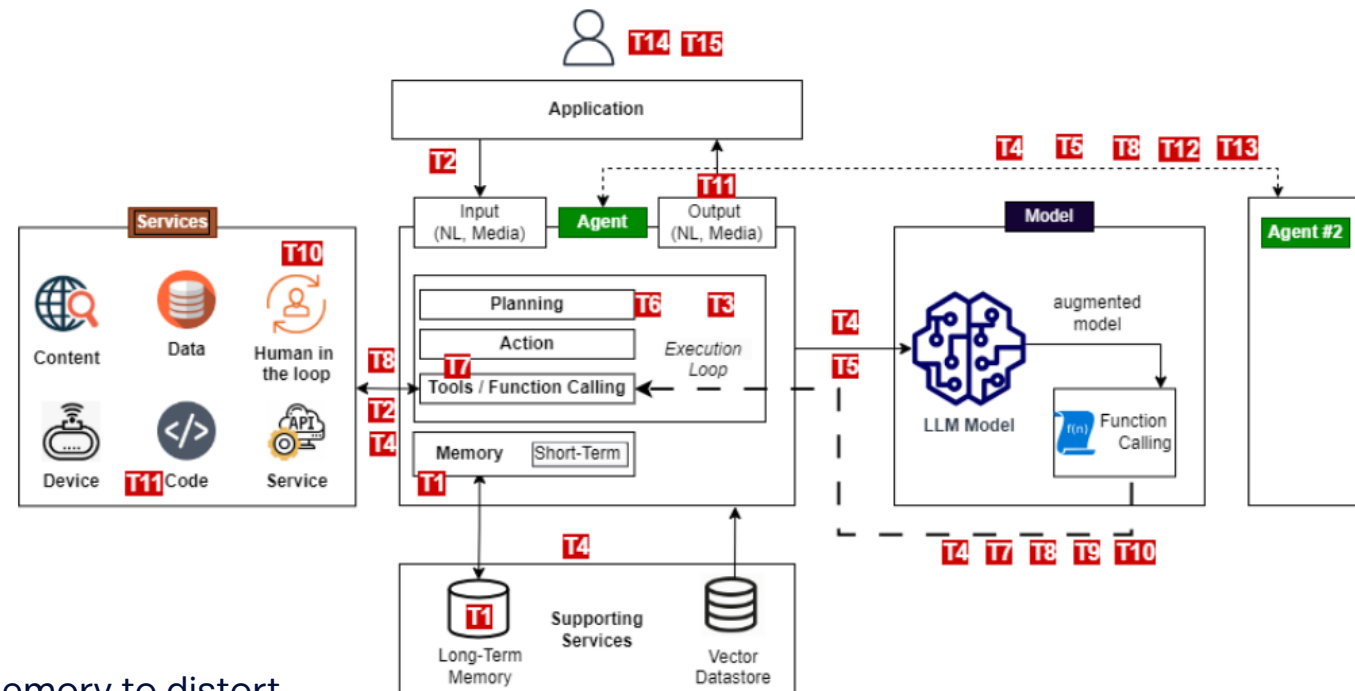 T14 T15
Application
T2
T4 T5 T8 T12 T13
T11
Input
(NL, Media)
Agent
Output
(NL, Media)
Services
Model
Agent #2
T10
Content
Data
Human in
the loop
Device
T11 Code
Service
API
</>
T8
T2
T4
Planning
T6
T3
Action
Execution
Loop
T7
Tools / Function Calling
Memory
Short-Term
T1
T4
T5
augmented
model
LLM Model
f(n)
Function
Calling
T4 T7 T8 T9 T10
T4
T1
Supporting
Services
Long-Term
Memory
Vector
Datastore